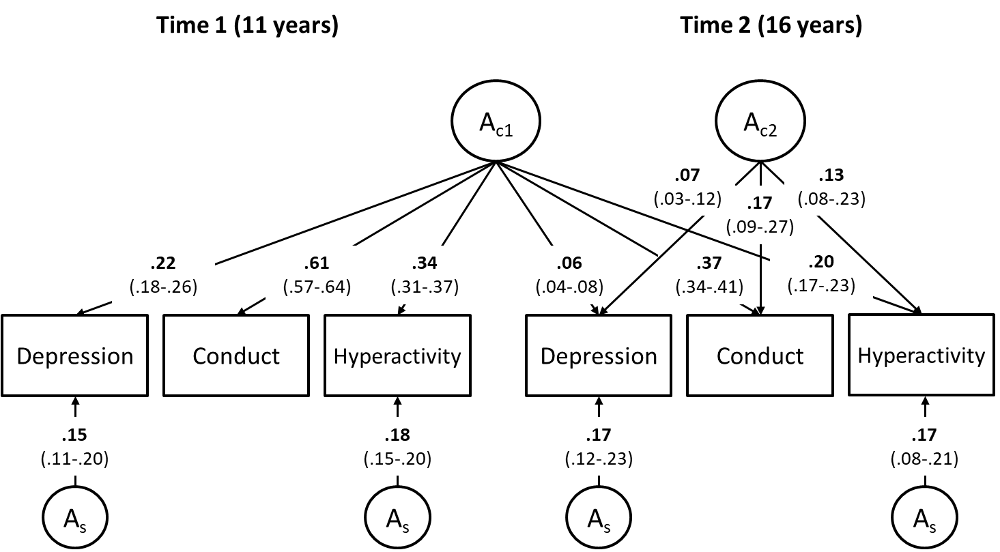 Time 1 (11 years)
Time 2 (16 years)
Ac1
Ac2
.07
(.03-.12)
.17
(.09-.27)
.13
(.08-.23)
.22
(.18-.26)
.61
(.57-.64)
.34
(.31-.37)
.06
(.04-.08)
.37
(.34-.41)
.20
(.17-.23)
Depression
Conduct
Hyperactivity
Depression
Conduct
Hyperactivity
.15
(.11-.20)
.18
(.15-.20)
.17
(.12-.23)
.17
(.08-.21)
As
As
As
As